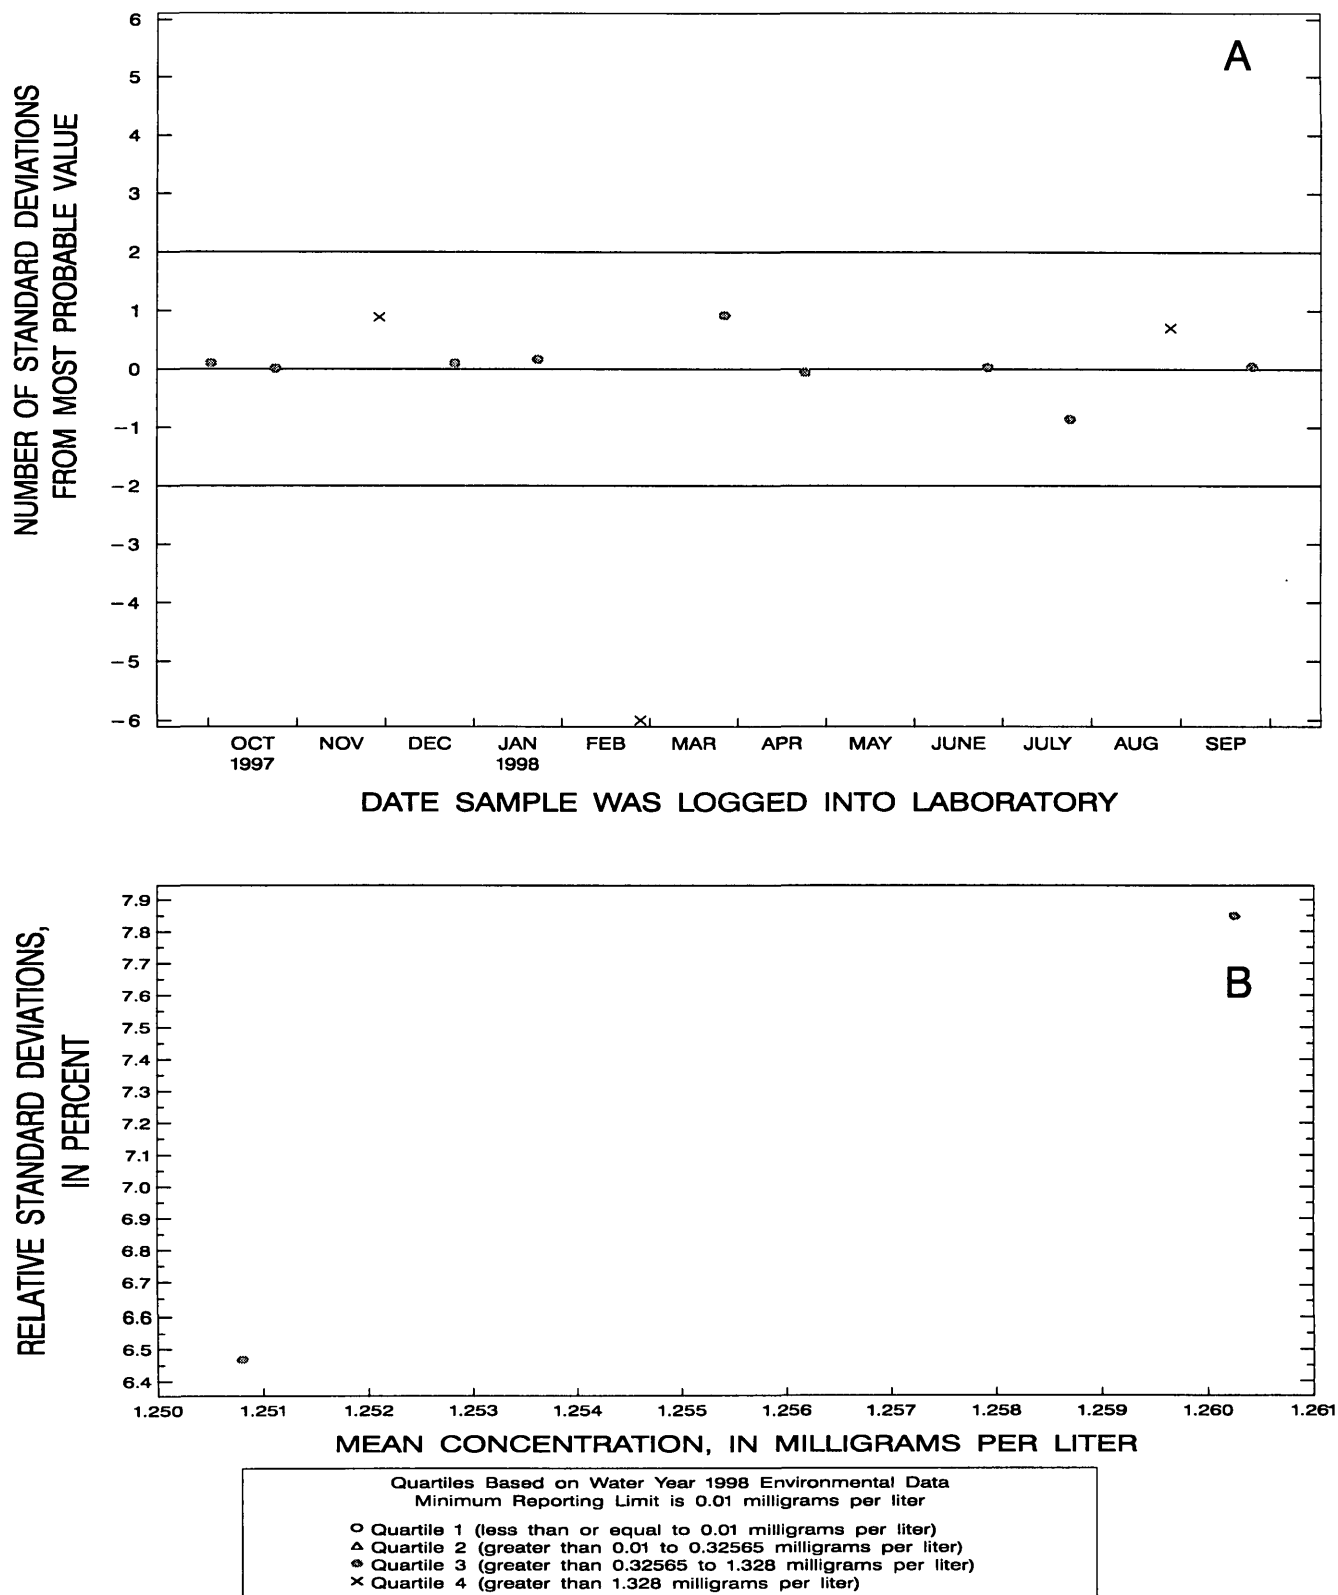 A
NUMBER OF STANDARD DEVIATIONS
FROM MOST PROBABLE VALUE
6
5
4
3
2
1
0
−1
−2
−3
−4
−5
−6
OCT NOV DEC JAN FEB MAR APR MAY JUNE JULY AUG SEP
1997 1998
DATE SAMPLE WAS LOGGED INTO LABORATORY
B
RELATIVE STANDARD DEVIATIONS,
IN PERCENT
7.9
7.8
7.7
7.6
7.5
7.4
7.3
7.2
7.1
7.0
6.9
6.8
6.7
6.6
6.5
6.4
1.250 1.251 1.252 1.253 1.254 1.255 1.256 1.257 1.258 1.259 1.260 1.261
MEAN CONCENTRATION, IN MILLIGRAMS PER LITER
Quartiles Based on Water Year 1998 Environmental Data
Minimum Reporting Limit is 0.01 milligrams per liter
Quartile 1 (less than or equal to 0.01 milligrams per liter)
Quartile 2 (greater than 0.01 to 0.32565 milligrams per liter)
Quartile 3 (greater than 0.32565 to 1.328 milligrams per liter)
Quartile 4 (greater than 1.328 milligrams per liter)